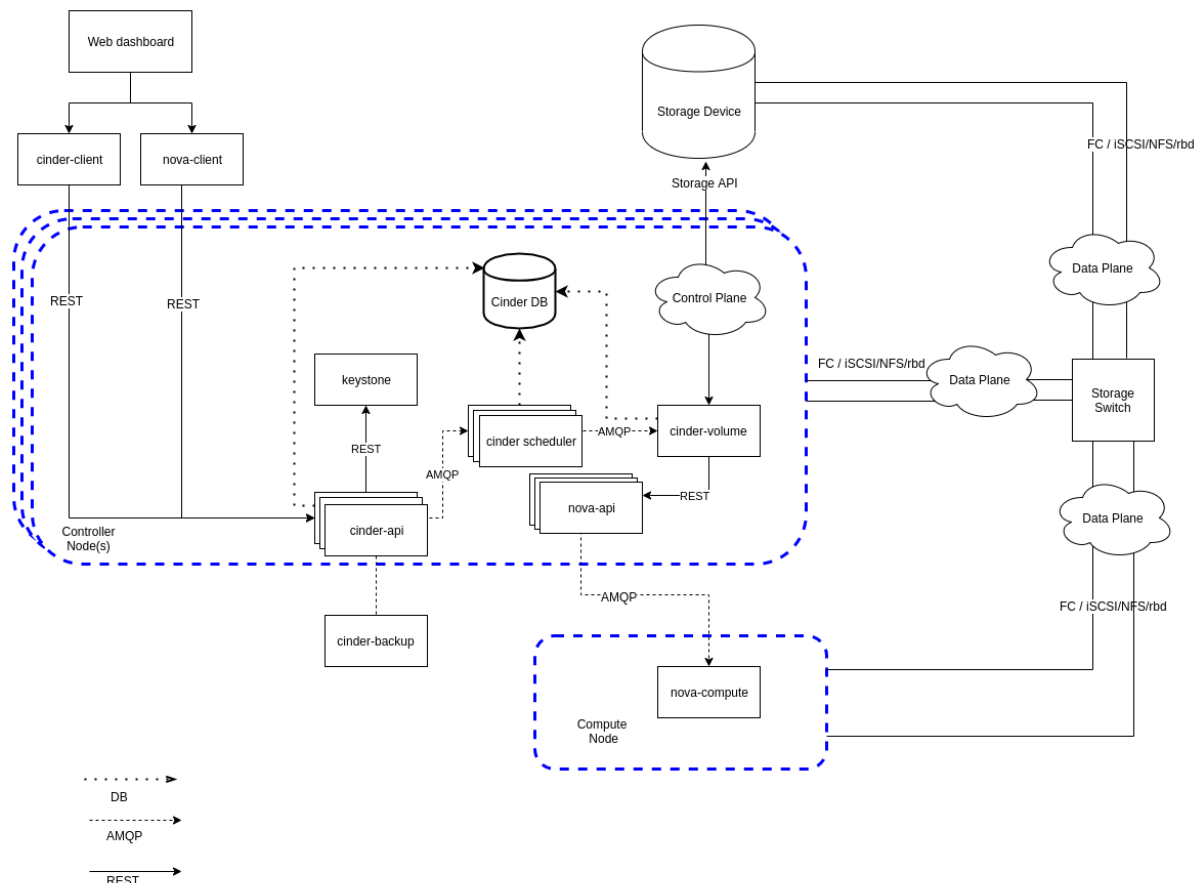 Web dashboard
cinder-client
nova-client
Storage Device
FC / iSCSI/NFS/rbd
Storage API
REST
REST
Cinder DB
Control Plane
Data Plane
keystone
FC / iSCSI/NFS/rbd
Data Plane
Storage
Switch
cinder scheduler
AMQP
cinder-volume
REST
AMQP
REST
nova-api
cinder-api
Controller
Node(s)
Data Plane
AMQP
FC / iSCSI/NFS/rbd
cinder-backup
nova-compute
Compute
Node
DB
AMQP
REST